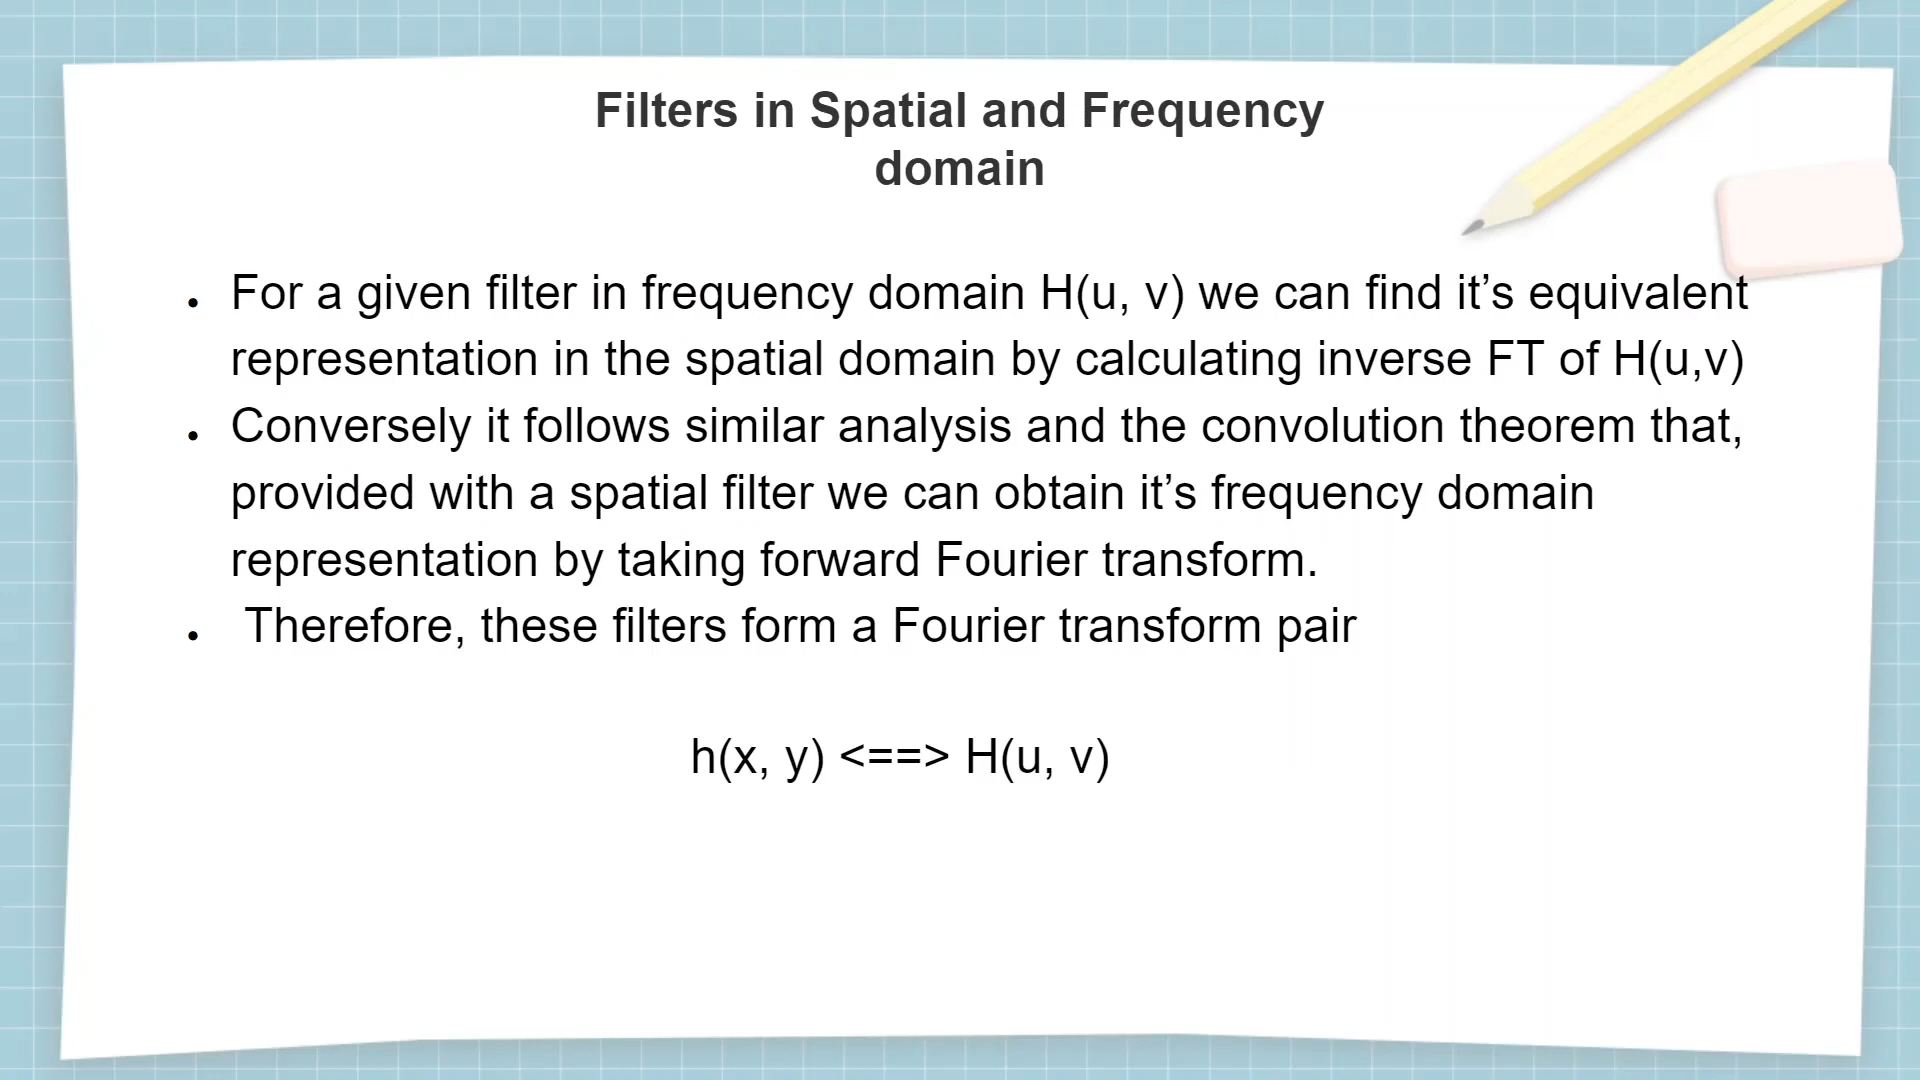 Filters in Spatial and Frequency
domain
• For a given filter in frequency domain H(u, v) we can find it’s equivalent
representation in the spatial domain by calculating inverse FT of H(u,v)
• Conversely it follows similar analysis and the convolution theorem that,
provided with a spatial filter we can obtain it’s frequency domain
representation by taking forward Fourier transform.
• Therefore, these filters form a Fourier transform pair
h(x, y) <==> H(u, v)